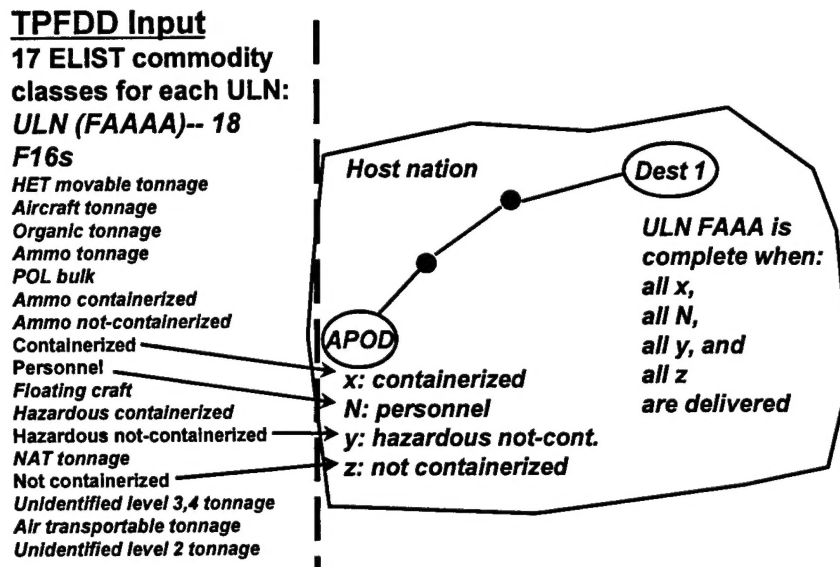 TPFDD Input
17 ELIST commodity
classes for each ULN:
ULN (FAAAA)-- 18
F16s
HET movable tonnage
Aircraft tonnage
Organic tonnage
Ammo tonnage
POL bulk
Ammo containerized
Ammo not-containerized
Containerized
Personnel
Floating craft
Hazardous containerized
Hazardous not-containerized
NAT tonnage
Not containerized
Unidentified level 3,4 tonnage
Air transportable tonnage
Unidentified level 2 tonnage
Host nation
Dest 1
APOD
x: containerized
N: personnel
y: hazardous not-cont.
z: not containerized
ULN FAAA is
complete when:
all x,
all N,
all y, and
all z
are delivered